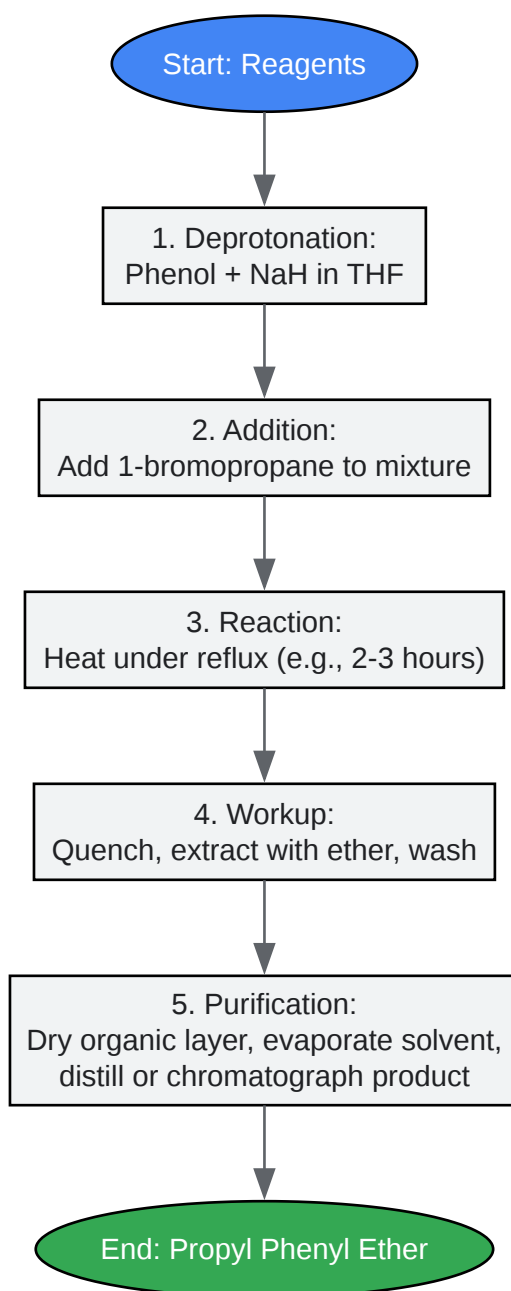 Start: Reagents
1. Deprotonation:
Phenol + NaH in THF
2. Addition:
Add 1-bromopropane to mixture
3. Reaction:
Heat under reflux (e.g., 2-3 hours)
4. Workup:
Quench, extract with ether, wash
5. Purification:
Dry organic layer, evaporate solvent,
distill or chromatograph product
End: Propyl Phenyl Ether